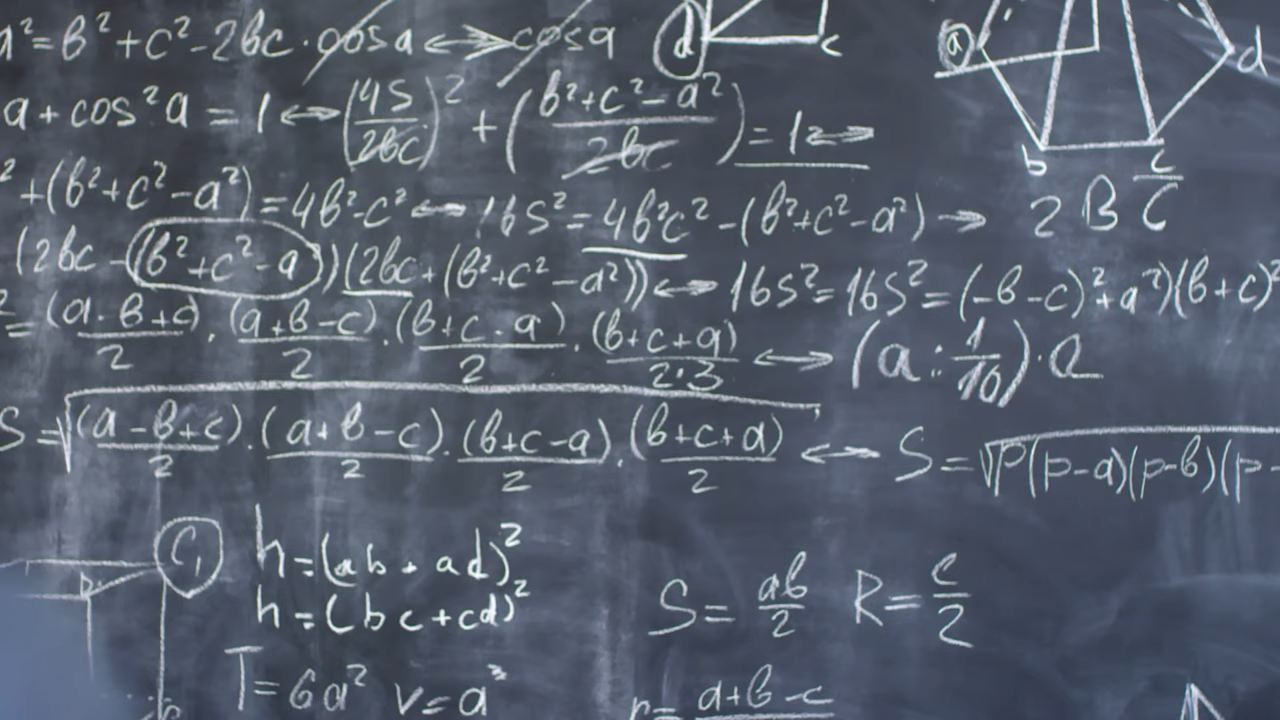 a²=b²+c²-2bc·cosa ⟷ cosa
d c
a b c d
a+cos²a=1 ⟷ (4S/2bc)² + (b²+c²-a²/2bc) = 1 ⟷
²+(b²+c²-a²)=4b²-c² ⟷ 16S²=4b²c²-(b²+c²-a²) →
2BC̅
(2bc-(b²+c²-a))(2bc+(b²+c²-a²)) ⟷ 16S²=16S²=(-b-c)²+a²)(b+c)²
²=(a·b+c)/2·(a+b-c)/2·(b+c-a)/2·(b+c+a)/2·3 ⟷ (a:1/10)·a
S=√(a-b+c)/2·(a+b-c)/2·(b+c-a)/2·(b+c+a)/2 ⟷ S=√p(p-a)(p-b)(p-
C₁
h=(ab+ad)²
h=(bc+cd)²
S=ab/2 R=c/2
T=6a² v=a³
r=a+b-c